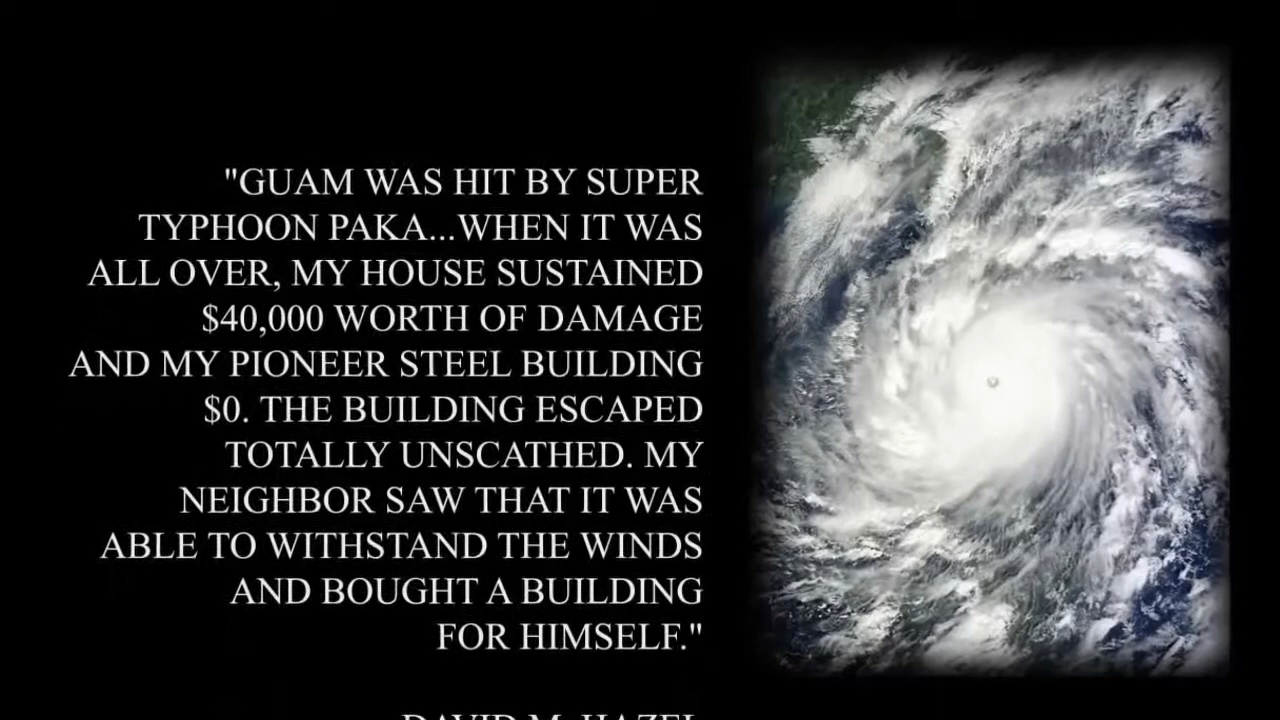 "GUAM WAS HIT BY SUPER
TYPHOON PAKA...WHEN IT WAS
ALL OVER, MY HOUSE SUSTAINED
$40,000 WORTH OF DAMAGE
AND MY PIONEER STEEL BUILDING
$0. THE BUILDING ESCAPED
TOTALLY UNSCATHED. MY
NEIGHBOR SAW THAT IT WAS
ABLE TO WITHSTAND THE WINDS
AND BOUGHT A BUILDING
FOR HIMSELF."
DAVID M. HAZEL